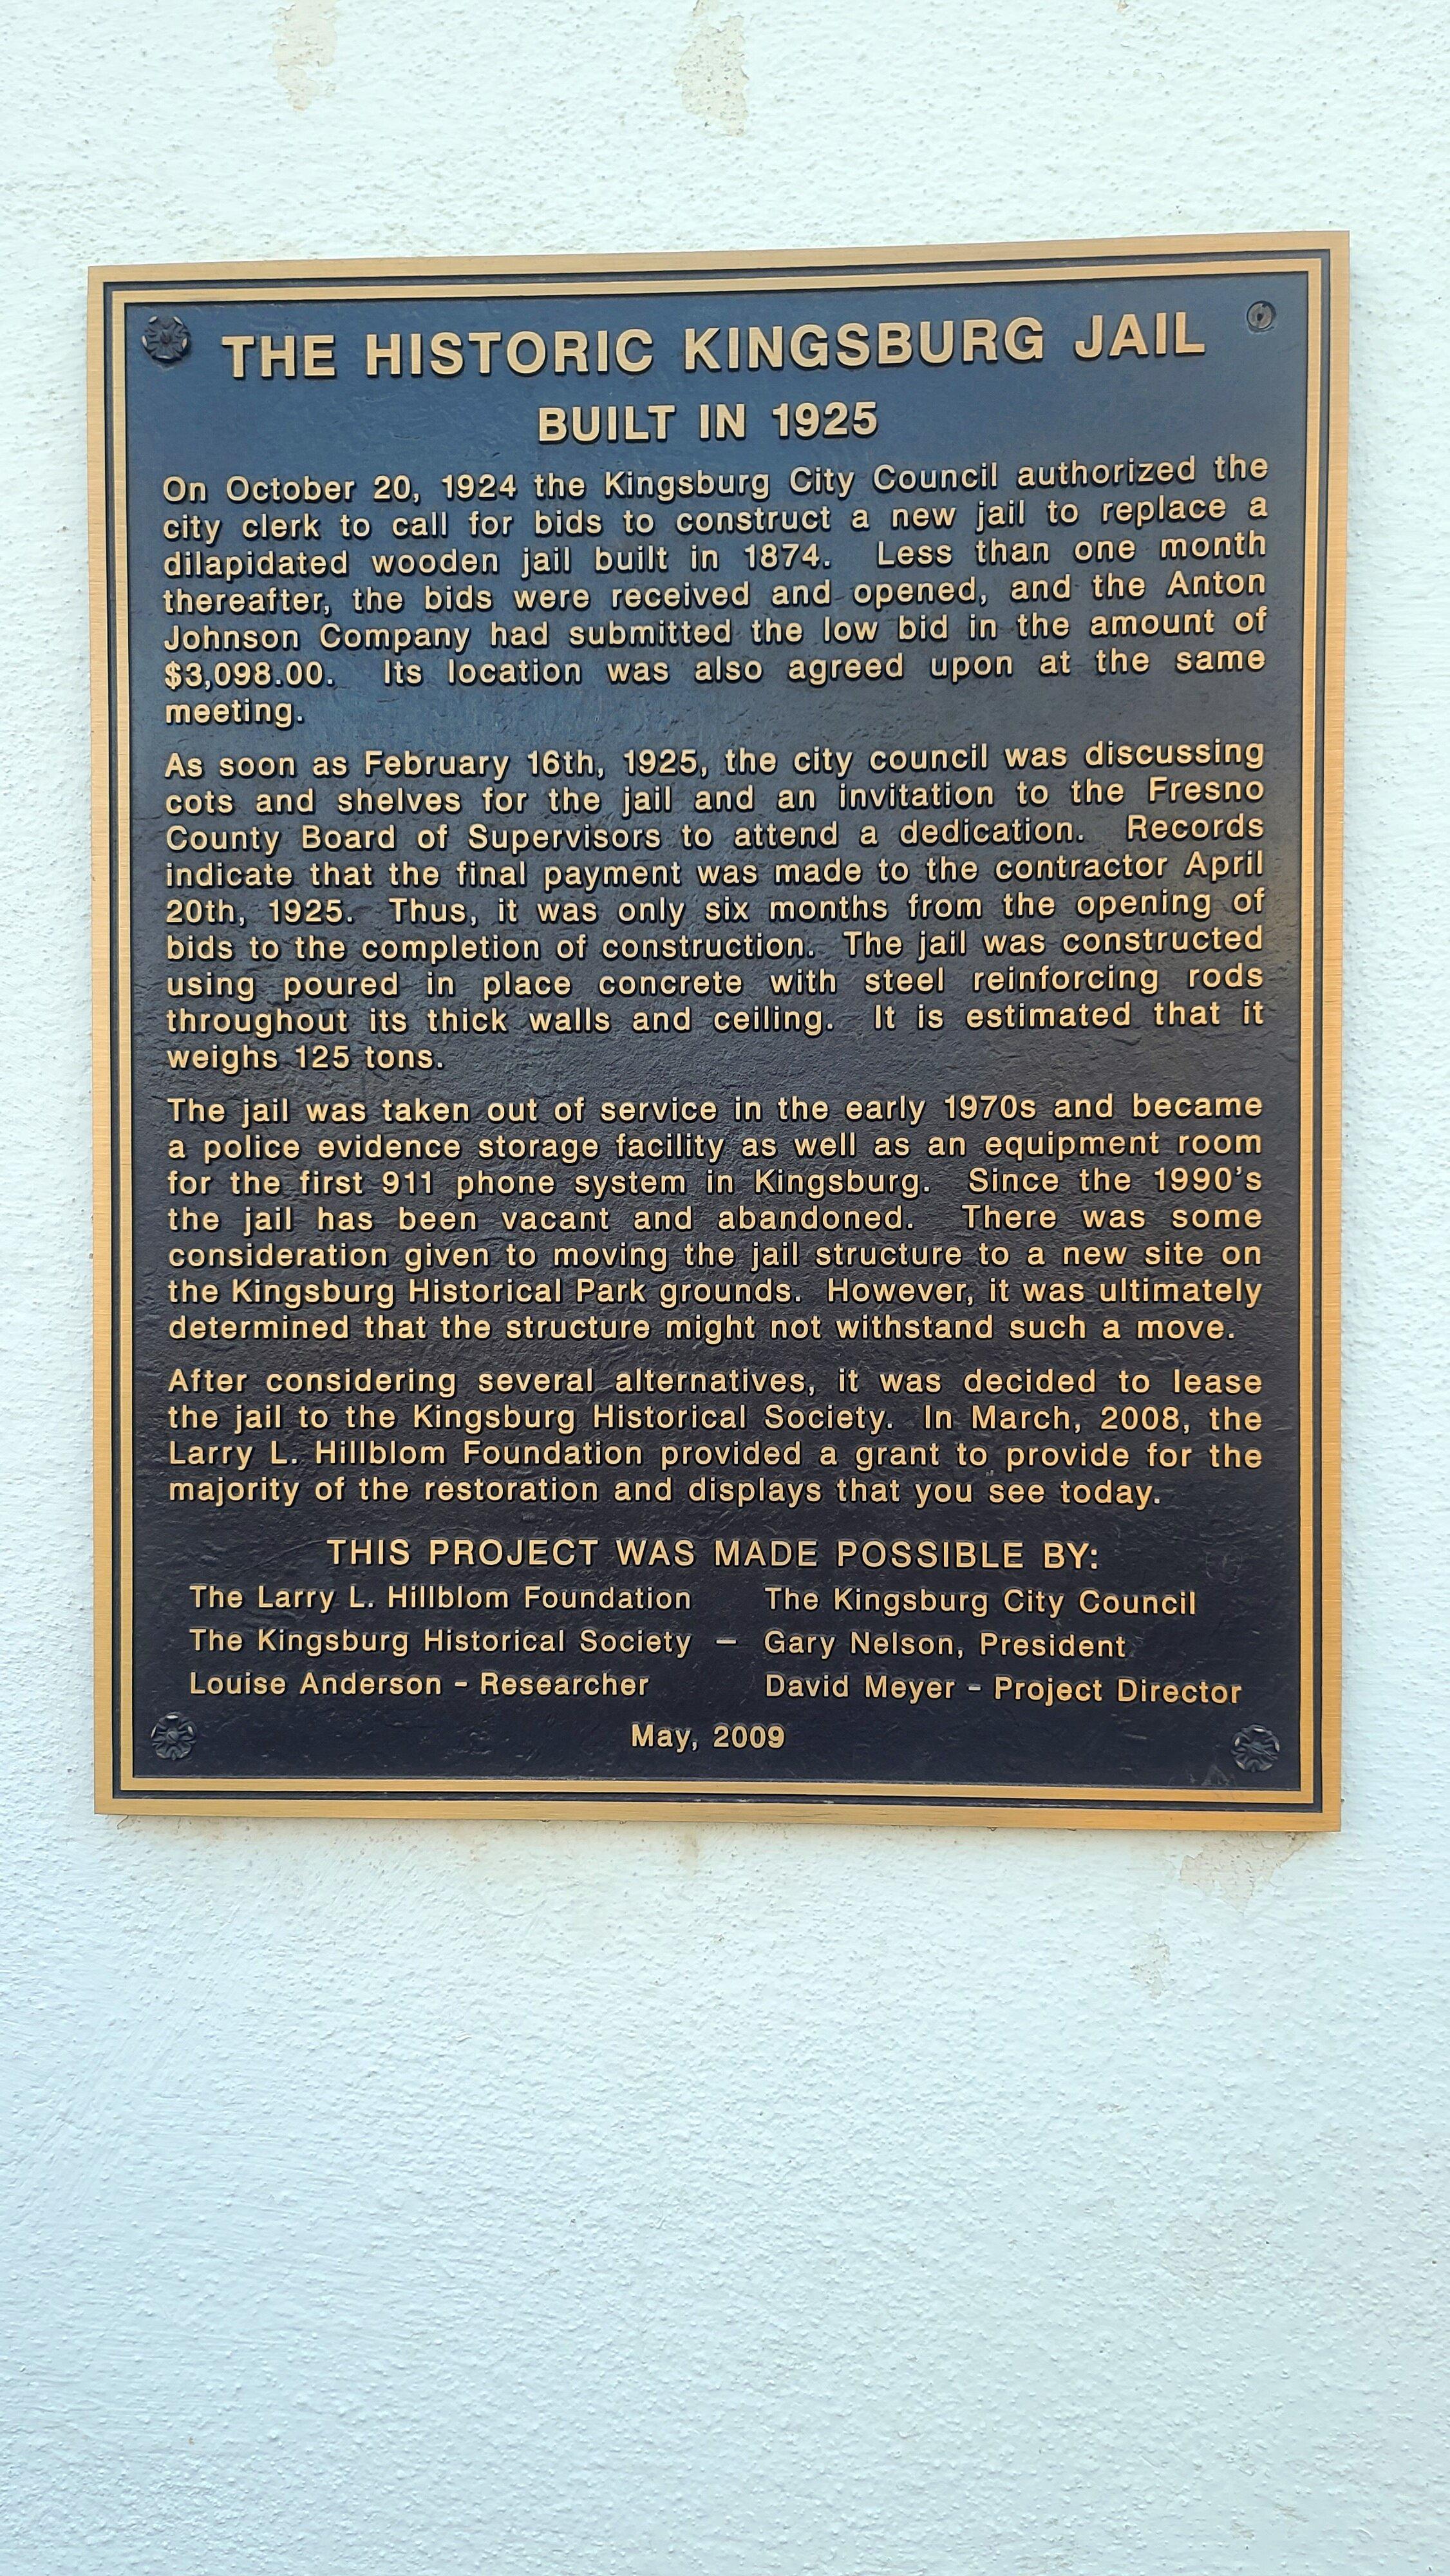 THE HISTORIC KINGSBURG JAIL
BUILT IN 1925
On October 20, 1924 the Kingsburg City Council authorized the
city clerk to call for bids to construct a new jail to replace a
dilapidated wooden jail built in 1874. Less than one month
thereafter, the bids were received and opened, and the Anton
Johnson Company had submitted the low bid in the amount of
$3,098.00. Its location was also agreed upon at the same
meeting.
As soon as February 16th, 1925, the city council was discussing
cots and shelves for the jail and an invitation to the Fresno
County Board of Supervisors to attend a dedication. Records
indicate that the final payment was made to the contractor April
20th, 1925. Thus, it was only six months from the opening of
bids to the completion of construction. The jail was constructed
using poured in place concrete with steel reinforcing rods
throughout its thick walls and ceiling. It is estimated that it
weighs 125 tons.
The jail was taken out of service in the early 1970s and became
a police evidence storage facility as well as an equipment room
for the first 911 phone system in Kingsburg. Since the 1990's
the jail has been vacant and abandoned. There was some
consideration given to moving the jail structure to a new site on
the Kingsburg Historical Park grounds. However, it was ultimately
determined that the structure might not withstand such a move.
After considering several alternatives, it was decided to lease
the jail to the Kingsburg Historical Society. In March, 2008, the
Larry L. Hillblom Foundation provided a grant to provide for the
majority of the restoration and displays that you see today.
THIS PROJECT WAS MADE POSSIBLE BY:
The Larry L. Hillblom Foundation The Kingsburg City Council
The Kingsburg Historical Society – Gary Nelson, President
Louise Anderson - Researcher David Meyer - Project Director
May, 2009